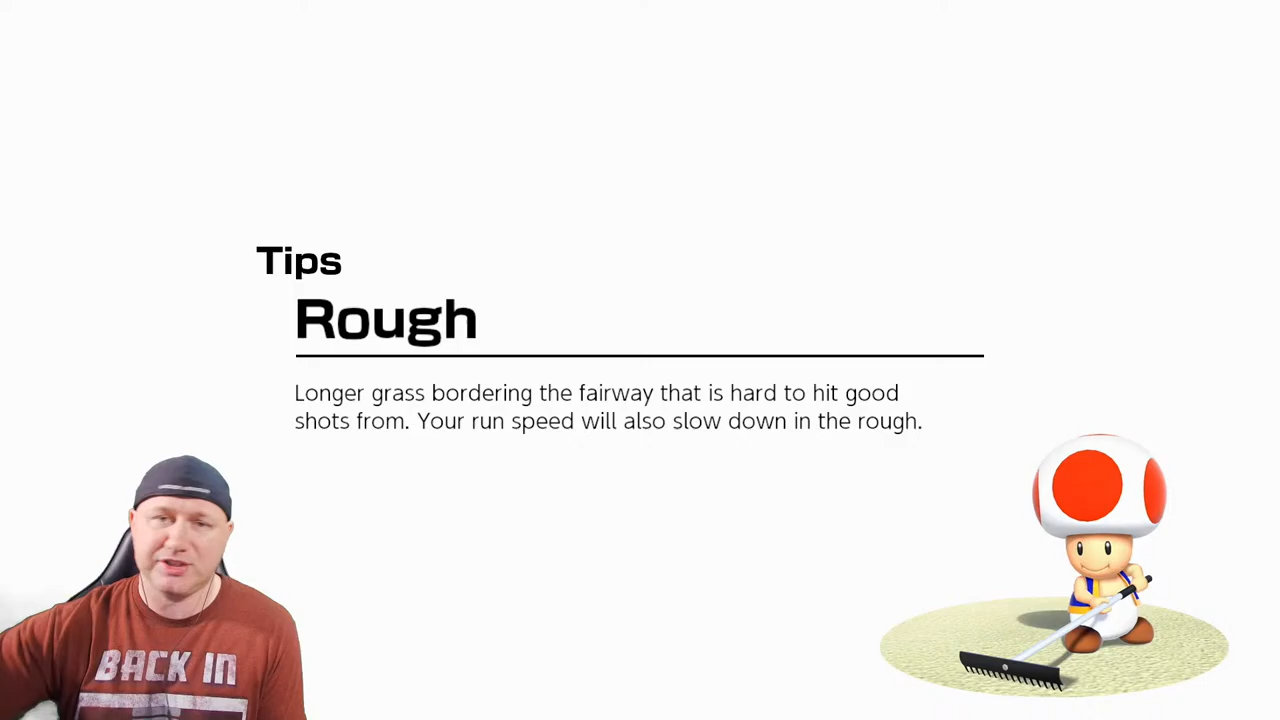 Tips
Rough
Longer grass bordering the fairway that is hard to hit good
shots from. Your run speed will also slow down in the rough.
BACK IN